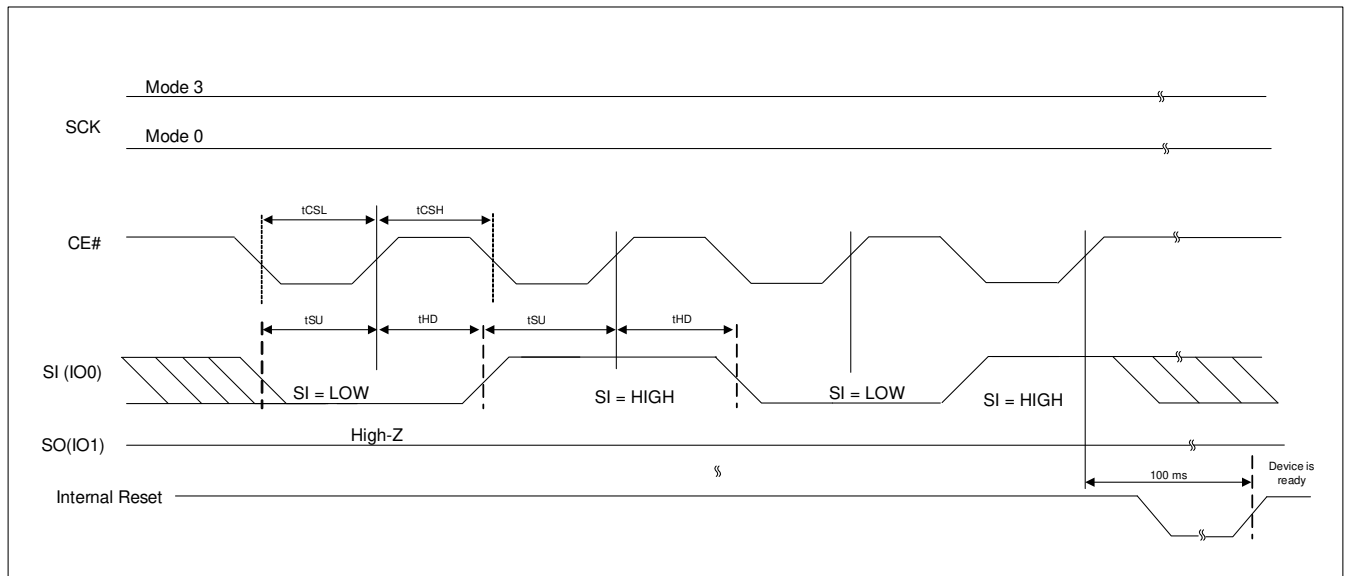 Mode 3
SCK
Mode 0
tCSL
tCSH
CE#
tSU
tHD
tSU
tHD
SI (IO0)
SI = LOW
SI = HIGH
SI = LOW
SI = HIGH
High-Z
SO(IO1)
100 ms
Device is
ready
Internal Reset